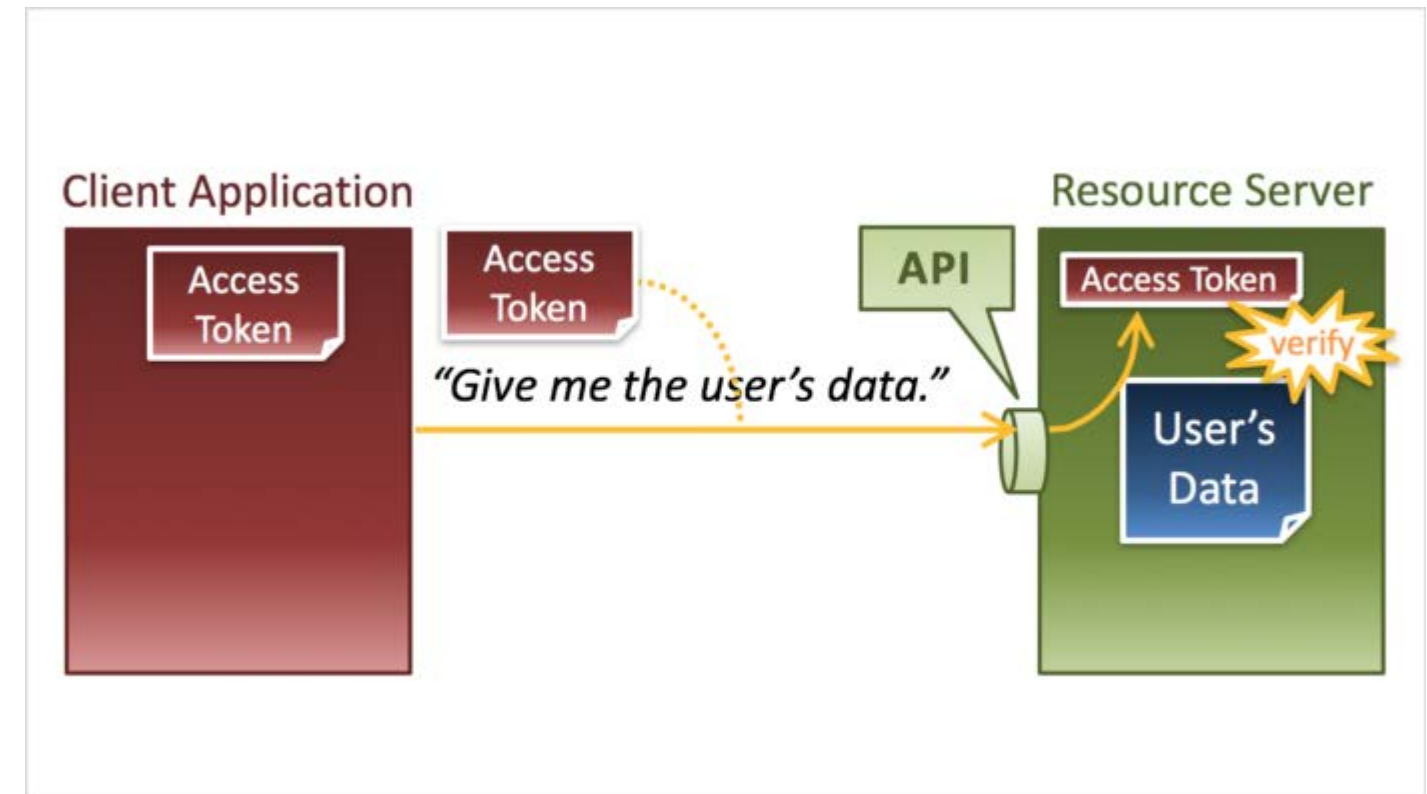 Client Application
Resource Server
Access
Token
Access
Token
API
Access Token
verify
“Give me the user’s data.”
User’s
Data